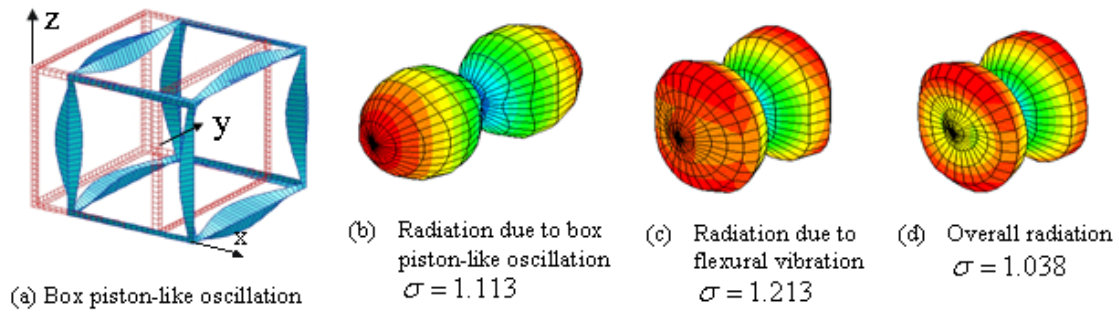 z
y
x
(a) Box piston-like oscillation
(b) Radiation due to box
piston-like oscillation
σ = 1.113
(c) Radiation due to
flexural vibration
σ = 1.213
(d) Overall radiation
σ = 1.038